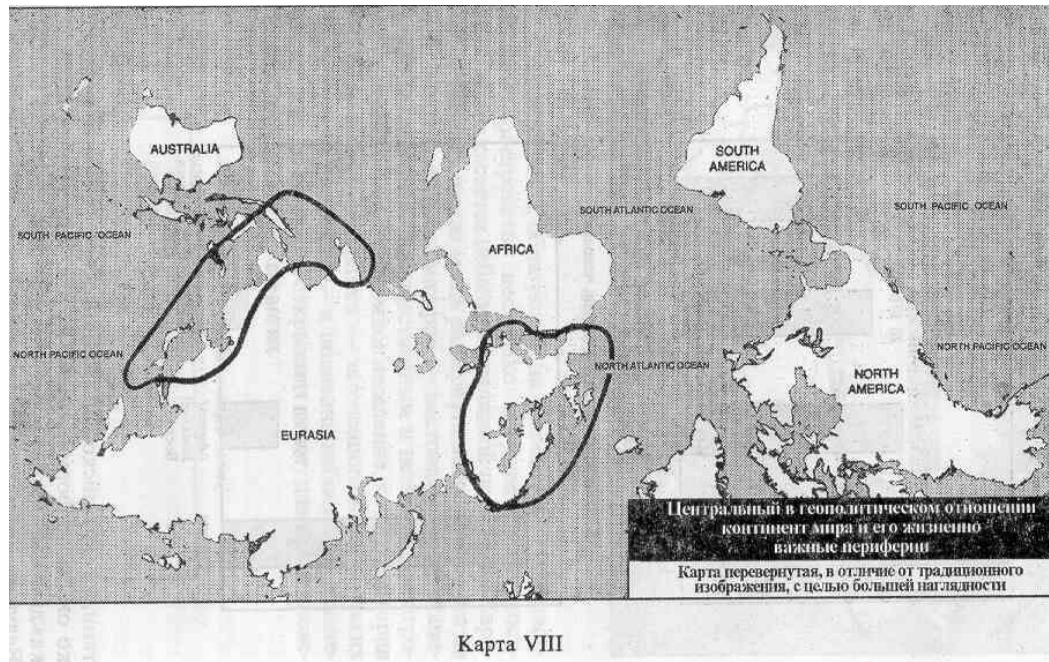 AUSTRALIA
SOUTH
AMERICA
SOUTH PACIFIC OCEAN
SOUTH ATLANTIC OCEAN
SOUTH PACIFIC OCEAN
AFRICA
NORTH PACIFIC OCEAN
NORTH ATLANTIC OCEAN
NORTH PACIFIC OCEAN
NORTH
AMERICA
EURASIA
Центральный в геополитическом отношении
континент мира и его жизненно
важные периферии
Карта перевернутая, в отличие от традиционного
изображения, с целью большей наглядности
Карта VIII